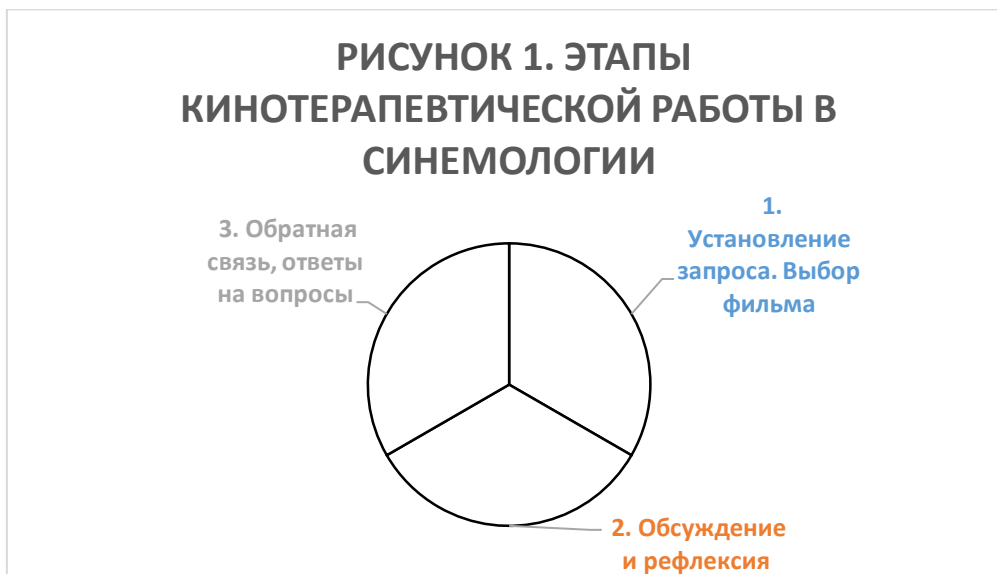 РИСУНОК 1. ЭТАПЫ
КИНОТЕРАПЕВТИЧЕСКОЙ РАБОТЫ В
СИНЕМОЛОГИИ
1.
Установление
запроса. Выбор
фильма
2. Обсуждение
и рефлексия
3. Обратная
связь, ответы
на вопросы